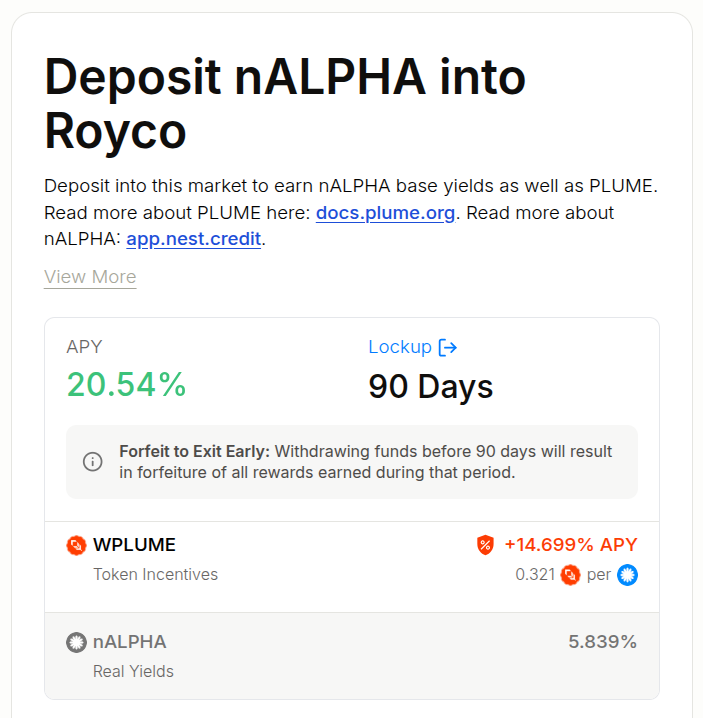 Deposit nALPHA into
Royco
Deposit into this market to earn nALPHA base yields as well as PLUME.
Read more about PLUME here: docs.plume.org. Read more about
nALPHA: app.nest.credit.
View More
APY
Lockup
20.54%
90 Days
Forfeit to Exit Early: Withdrawing funds before 90 days will result
in forfeiture of all rewards earned during that period.
WPLUME
+14.699% APY
Token Incentives
0.321 per
nALPHA
5.839%
Real Yields